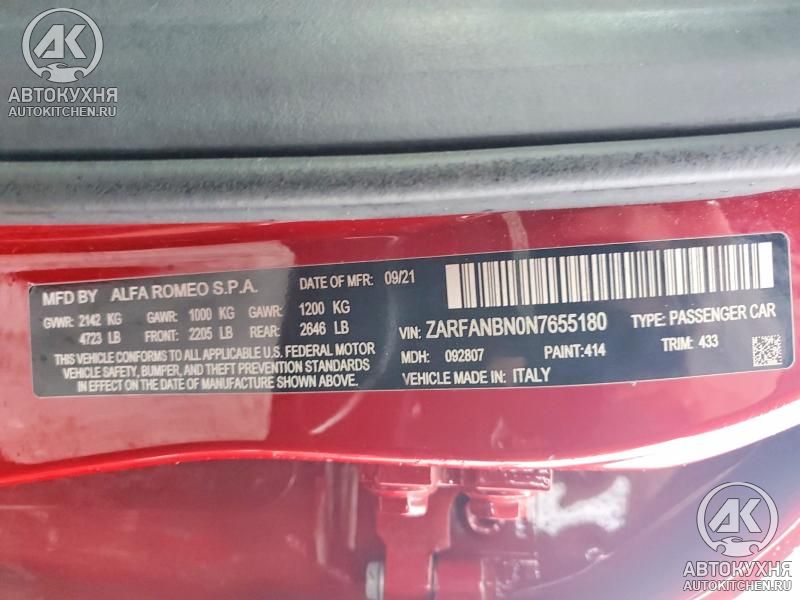 АК
АВТОКУХНЯ
AUTOKITCHEN.RU
MFD BY ALFA ROMEO S.P.A. DATE OF MFR: 09/21
GVWR: 2142 KG GAWR: 1000 KG GAWR: 1200 KG
4723 LB FRONT: 2205 LB REAR: 2646 LB
THIS VEHICLE CONFORMS TO ALL APPLICABLE U.S. FEDERAL MOTOR
VEHICLE SAFETY, BUMPER, AND THEFT PREVENTION STANDARDS
IN EFFECT ON THE DATE OF MANUFACTURE SHOWN ABOVE.
VIN: ZARFANBN0N7655180 TYPE: PASSENGER CAR
MDH: 092807 PAINT: 414 TRIM: 433
VEHICLE MADE IN: ITALY
АК
АВТОКУХНЯ
AUTOKITCHEN.RU